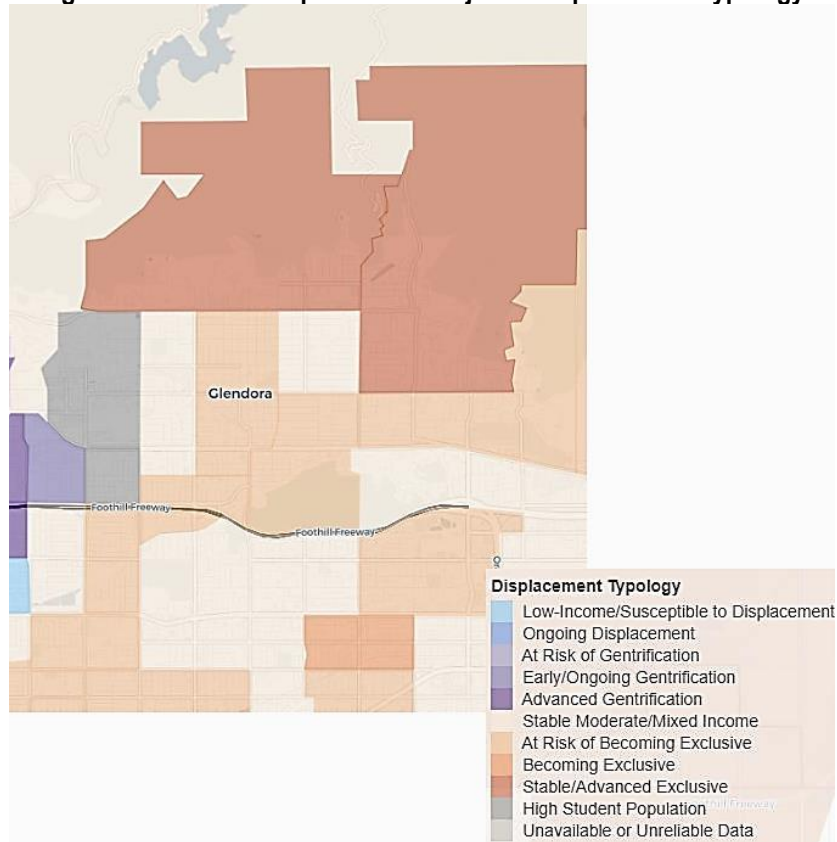 Glendora
Foothill Freeway
Foothill Freeway
Displacement Typology
Low-Income/Susceptible to Displacement
Ongoing Displacement
At Risk of Gentrification
Early/Ongoing Gentrification
Advanced Gentrification
Stable Moderate/Mixed Income
At Risk of Becoming Exclusive
Becoming Exclusive
Stable/Advanced Exclusive
High Student Population
Unavailable or Unreliable Data